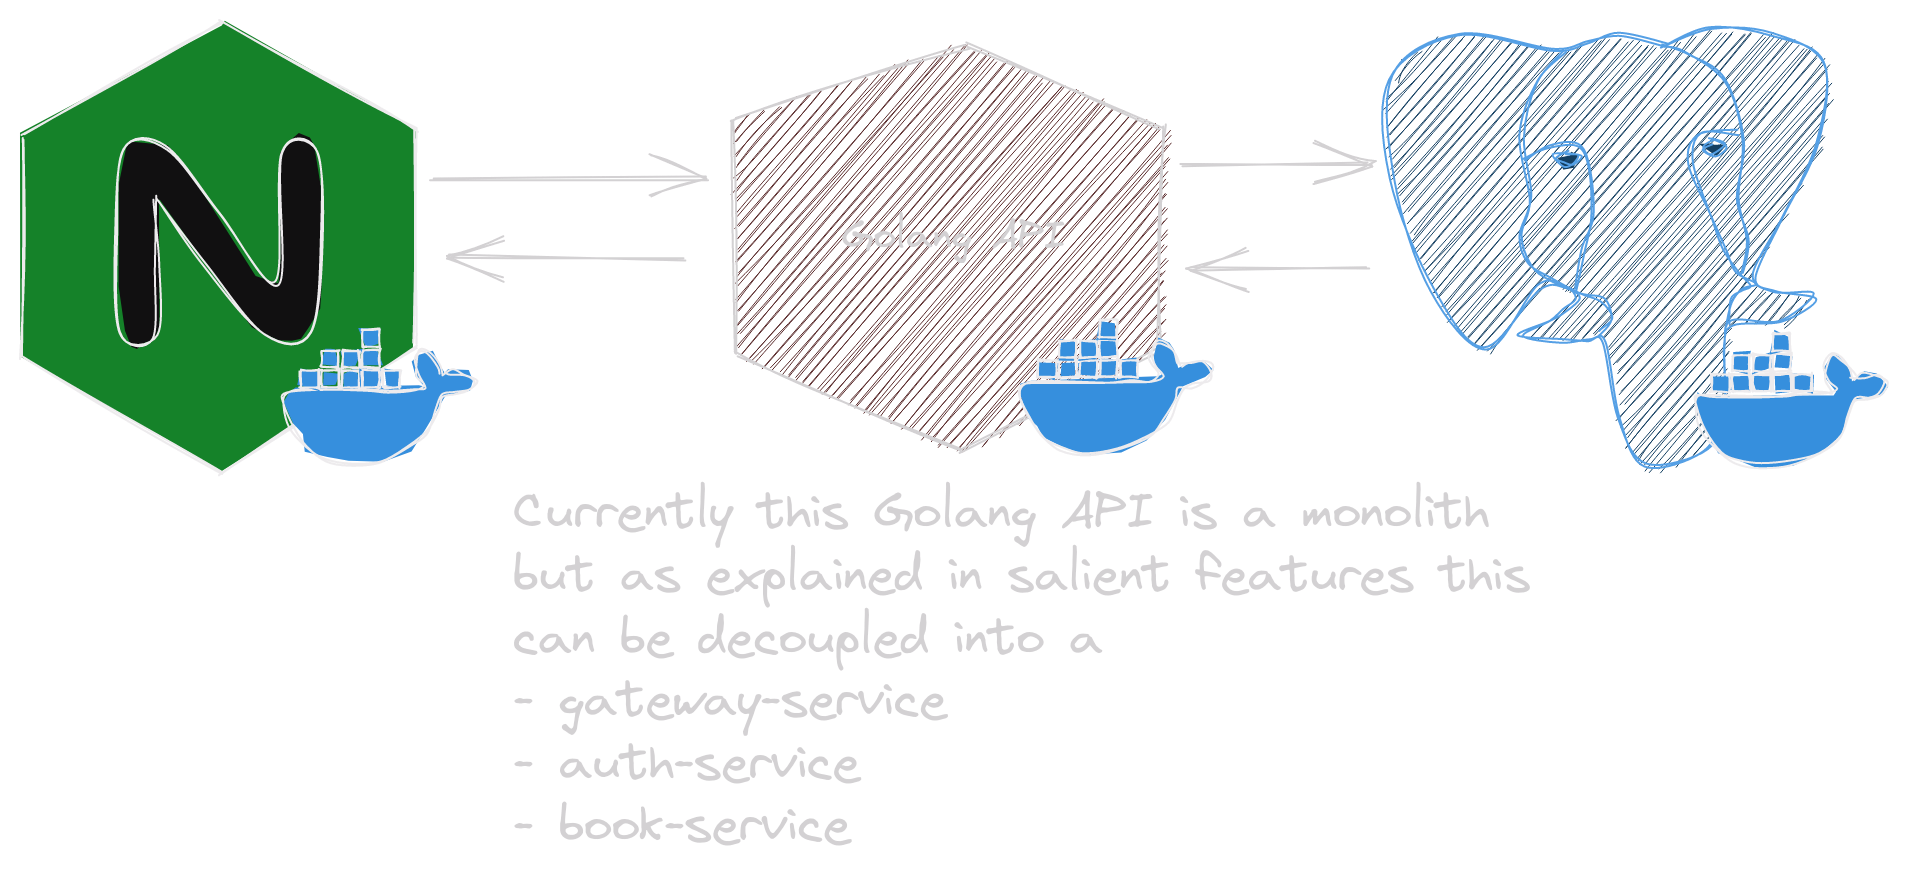 N
Golang API
Currently this Golang API is a monolith
but as explained in salient features this
can be decoupled into a
- gateway-service
- auth-service
- book-service